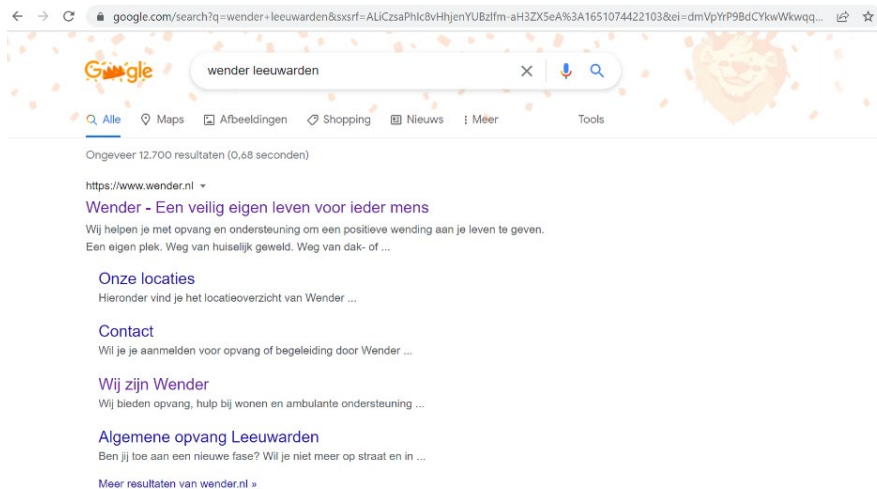 google.com/search?q=wender+leeuwarden&sxsrf=ALiCzsaPhIc8vHhjenYUBzlfm-aH3ZX5eA%3A1651074422103&ei=dmVpYrP9BdCYkwWkwqq...
Google
wender leeuwarden
Alle Maps Afbeeldingen Shopping Nieuws Meer Tools
Ongeveer 12.700 resultaten (0,68 seconden)
https://www.wender.nl
Wender - Een veilig eigen leven voor ieder mens
Wij helpen je met opvang en ondersteuning om een positieve wending aan je leven te geven.
Een eigen plek. Weg van huiselijk geweld. Weg van dak- of ...
Onze locaties
Hieronder vind je het locatieoverzicht van Wender ...
Contact
Wil je je aanmelden voor opvang of begeleiding door Wender ...
Wij zijn Wender
Wij bieden opvang, hulp bij wonen en ambulante ondersteuning ...
Algemene opvang Leeuwarden
Ben jij toe aan een nieuwe fase? Wil je niet meer op straat en in ...
Meer resultaten van wender.nl »